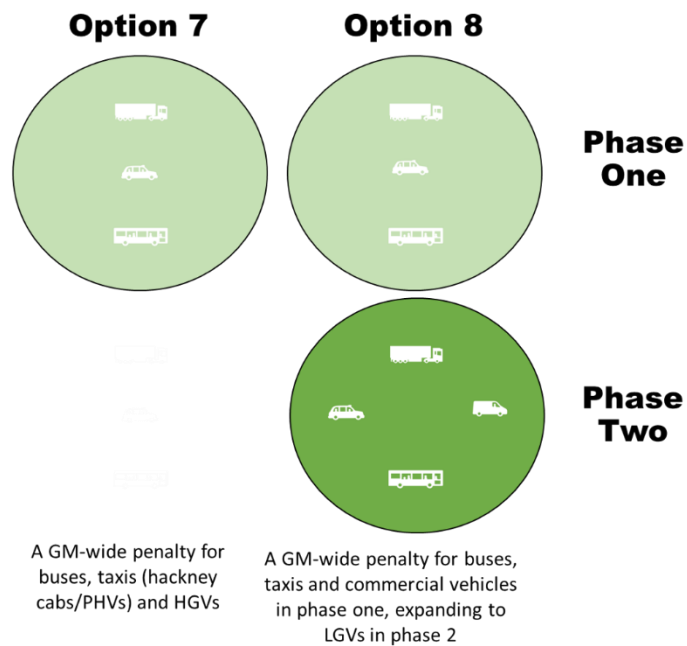 Option 7
Option 8
Phase
One
Phase
Two
A GM-wide penalty for
buses, taxis (hackney
cabs/PHVs) and HGVs
A GM-wide penalty for buses,
taxis and commercial vehicles
in phase one, expanding to
LGVs in phase 2